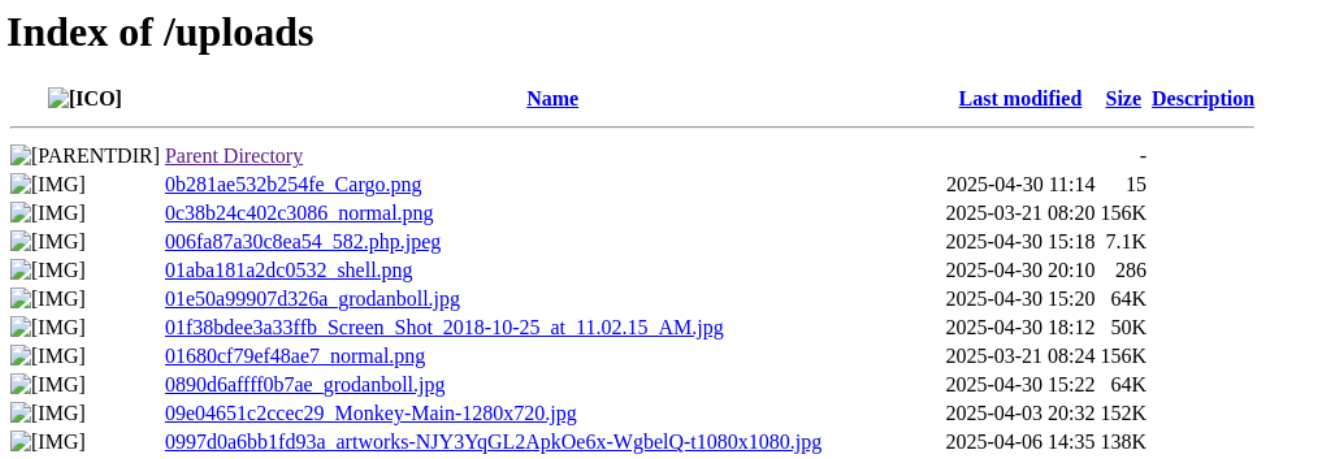 Index of /uploads
[ICO] Name Last modified Size Description
[PARENTDIR] Parent Directory -
[IMG] 0b281ae532b254fe_Cargo.png 2025-04-30 11:14 15
[IMG] 0c38b24c402c3086_normal.png 2025-03-21 08:20 156K
[IMG] 006fa87a30c8ea54_582.php.jpeg 2025-04-30 15:18 7.1K
[IMG] 01aba181a2dc0532_shell.png 2025-04-30 20:10 286
[IMG] 01e50a99907d326a_grodanboll.jpg 2025-04-30 15:20 64K
[IMG] 01f38bdee3a33ffb_Screen_Shot_2018-10-25_at_11.02.15_AM.jpg 2025-04-30 18:12 50K
[IMG] 01680cf79ef48ae7_normal.png 2025-03-21 08:24 156K
[IMG] 0890d6affff0b7ae_grodanboll.jpg 2025-04-30 15:22 64K
[IMG] 09e04651c2ccec29_Monkey-Main-1280x720.jpg 2025-04-03 20:32 152K
[IMG] 0997d0a6bb1fd93a_artworks-NJY3YqGL2ApkOe6x-WgbelQ-t1080x1080.jpg 2025-04-06 14:35 138K